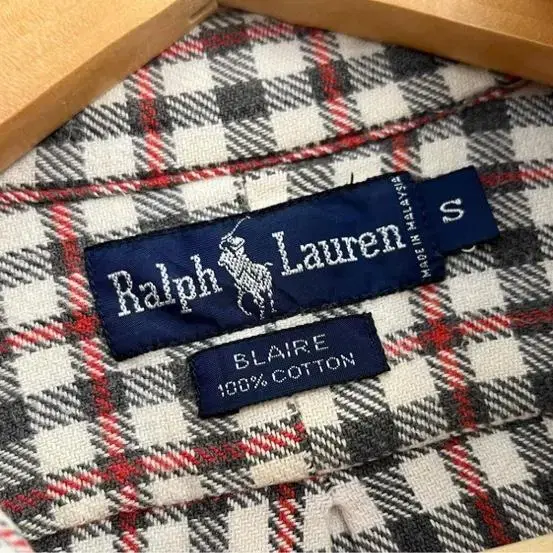 Ralph Lauren
MADE IN MALAYSIA
S
BLAIRE
100% COTTON